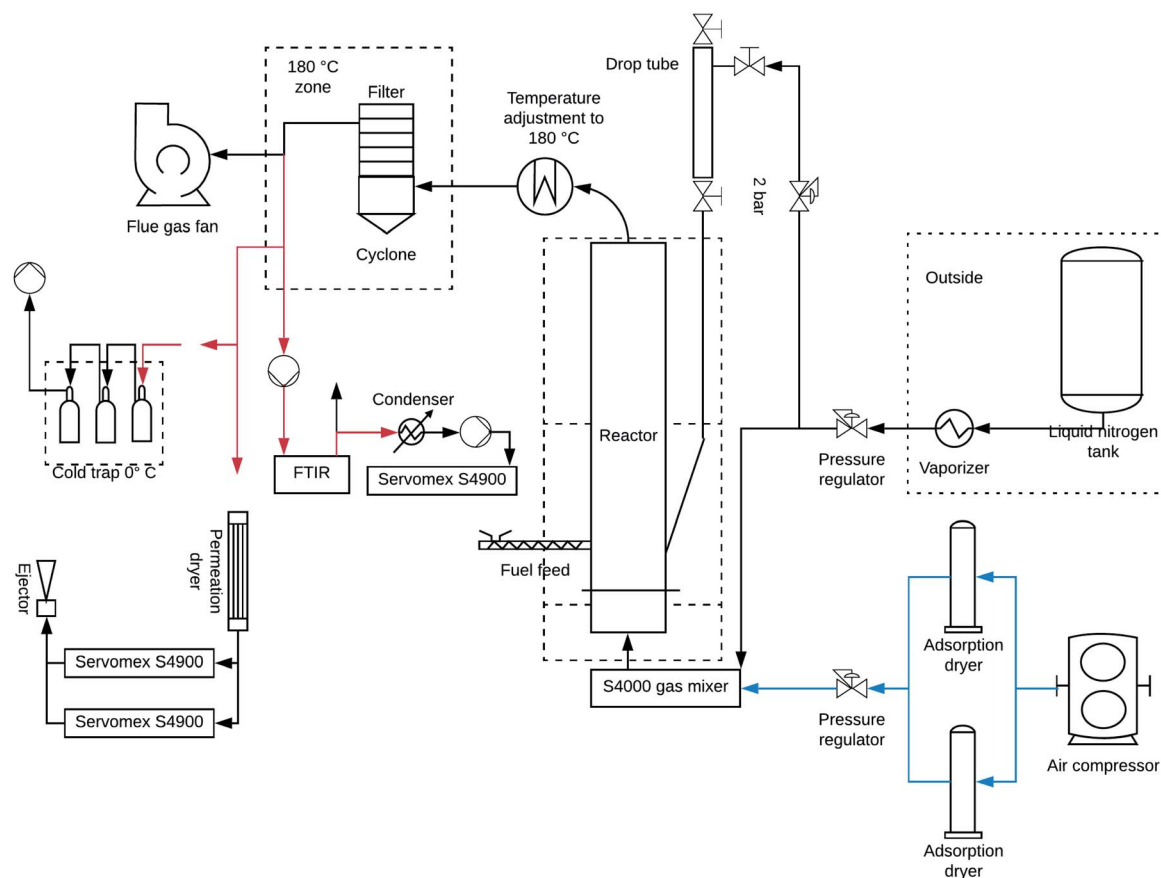 180 °C
zone
Filter
Cyclone
Flue gas fan
Temperature
adjustment to
180 °C
Drop tube
2 bar
Outside
Liquid nitrogen
tank
Vaporizer
Pressure
regulator
Reactor
Fuel feed
Condenser
FTIR
Servomex S4900
Cold trap 0° C
Permeation
dryer
Ejector
Servomex S4900
Servomex S4900
S4000 gas mixer
Pressure
regulator
Adsorption
dryer
Air compressor
Adsorption
dryer